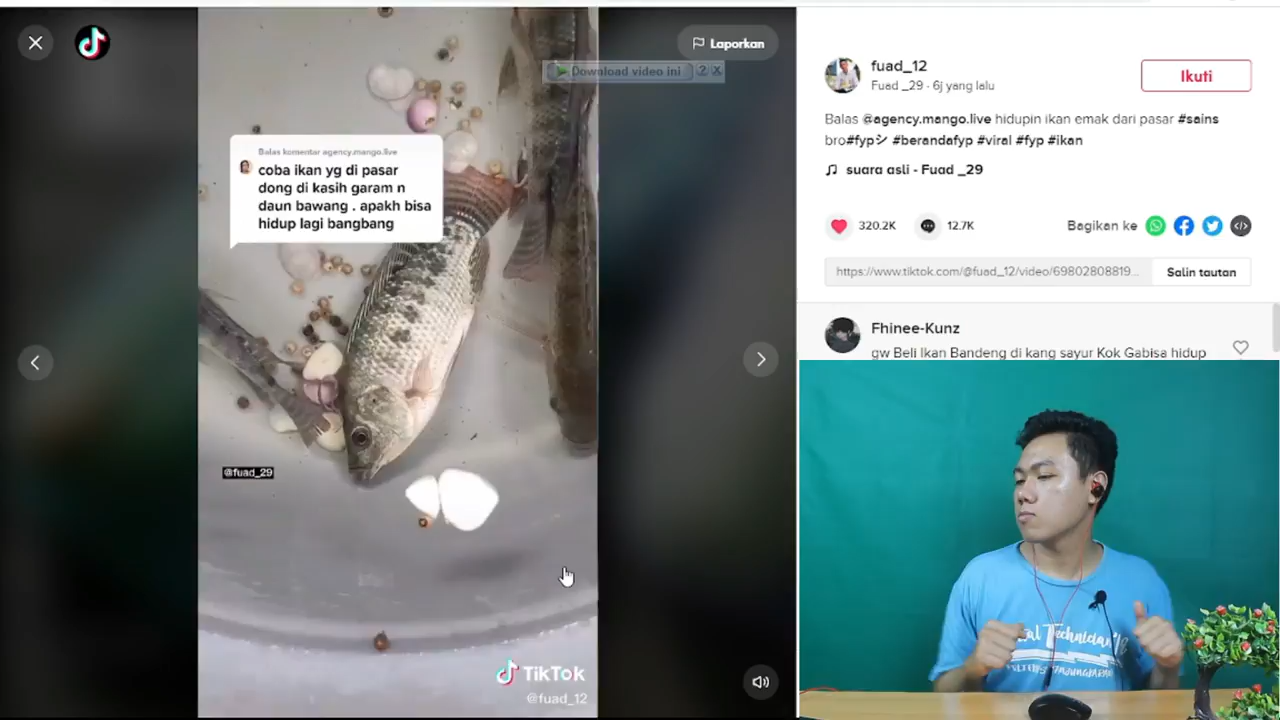 Laporkan
Download video ini
Balas komentar agency.mango.live
coba ikan yg di pasar
dong di kasih garam n
daun bawang . apakh bisa
hidup lagi bangbang
@fuad_29
TikTok
@fuad_12
fuad_12
Fuad _29 · 6j yang lalu
Ikuti
Balas @agency.mango.live hidupin ikan emak dari pasar #sains
bro#fypシ #berandafyp #viral #fyp #ikan
♫ suara asli - Fuad _29
320.2K
12.7K
Bagikan ke
https://www.tiktok.com/@fuad_12/video/69802808819...
Salin tautan
Fhinee-Kunz
gw Beli Ikan Bandeng di kang sayur Kok Gabisa hidup